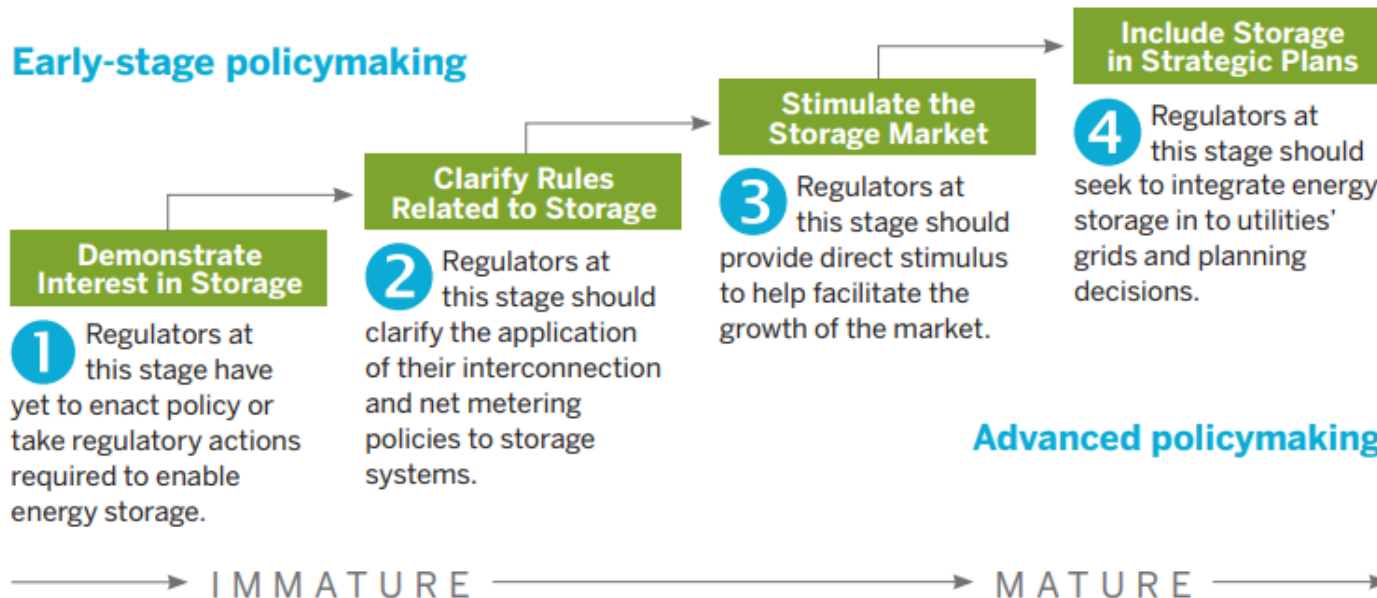 Early-stage policymaking
Demonstrate
Interest in Storage
1 Regulators at
this stage have
yet to enact policy or
take regulatory actions
required to enable
energy storage.
Clarify Rules
Related to Storage
2 Regulators at
this stage should
clarify the application
of their interconnection
and net metering
policies to storage
systems.
Stimulate the
Storage Market
3 Regulators at
this stage should
provide direct stimulus
to help facilitate the
growth of the market.
Include Storage
in Strategic Plans
4 Regulators at
this stage should
seek to integrate energy
storage in to utilities’
grids and planning
decisions.
Advanced policymaking
IMMATURE
MATURE